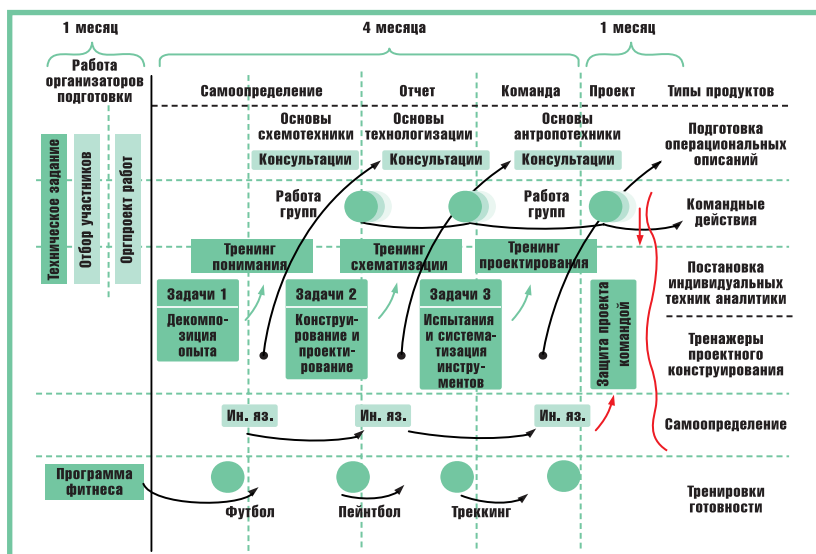 1 месяц
4 месяца
1 месяц
Работа
организаторов
подготовки
Самоопределение
Отчет
Команда
Проект
Типы продуктов
Техническое задание
Отбор участников
Оргпроект работ
Основы
схемотехники
Консультации
Основы
технологизации
Консультации
Основы
антропотехники
Консультации
Подготовка
операциональных
описаний
Работа
групп
Работа
групп
Командные
действия
Тренинг
понимания
Тренинг
схематизации
Тренинг
проектирования
Постановка
индивидуальных
техник аналитики
Задачи 1
Декомпо-
зиция
опыта
Задачи 2
Конструи-
рование и
проекти-
рование
Задачи 3
Испытания
и систе-
матизация
инстру-
ментов
Защита проекта
командой
Тренажеры
проектного
конструирования
Ин. яз.
Ин. яз.
Ин. яз.
Самоопределение
Программа
фитнеса
Футбол
Пейнтбол
Треккинг
Тренировки
готовности